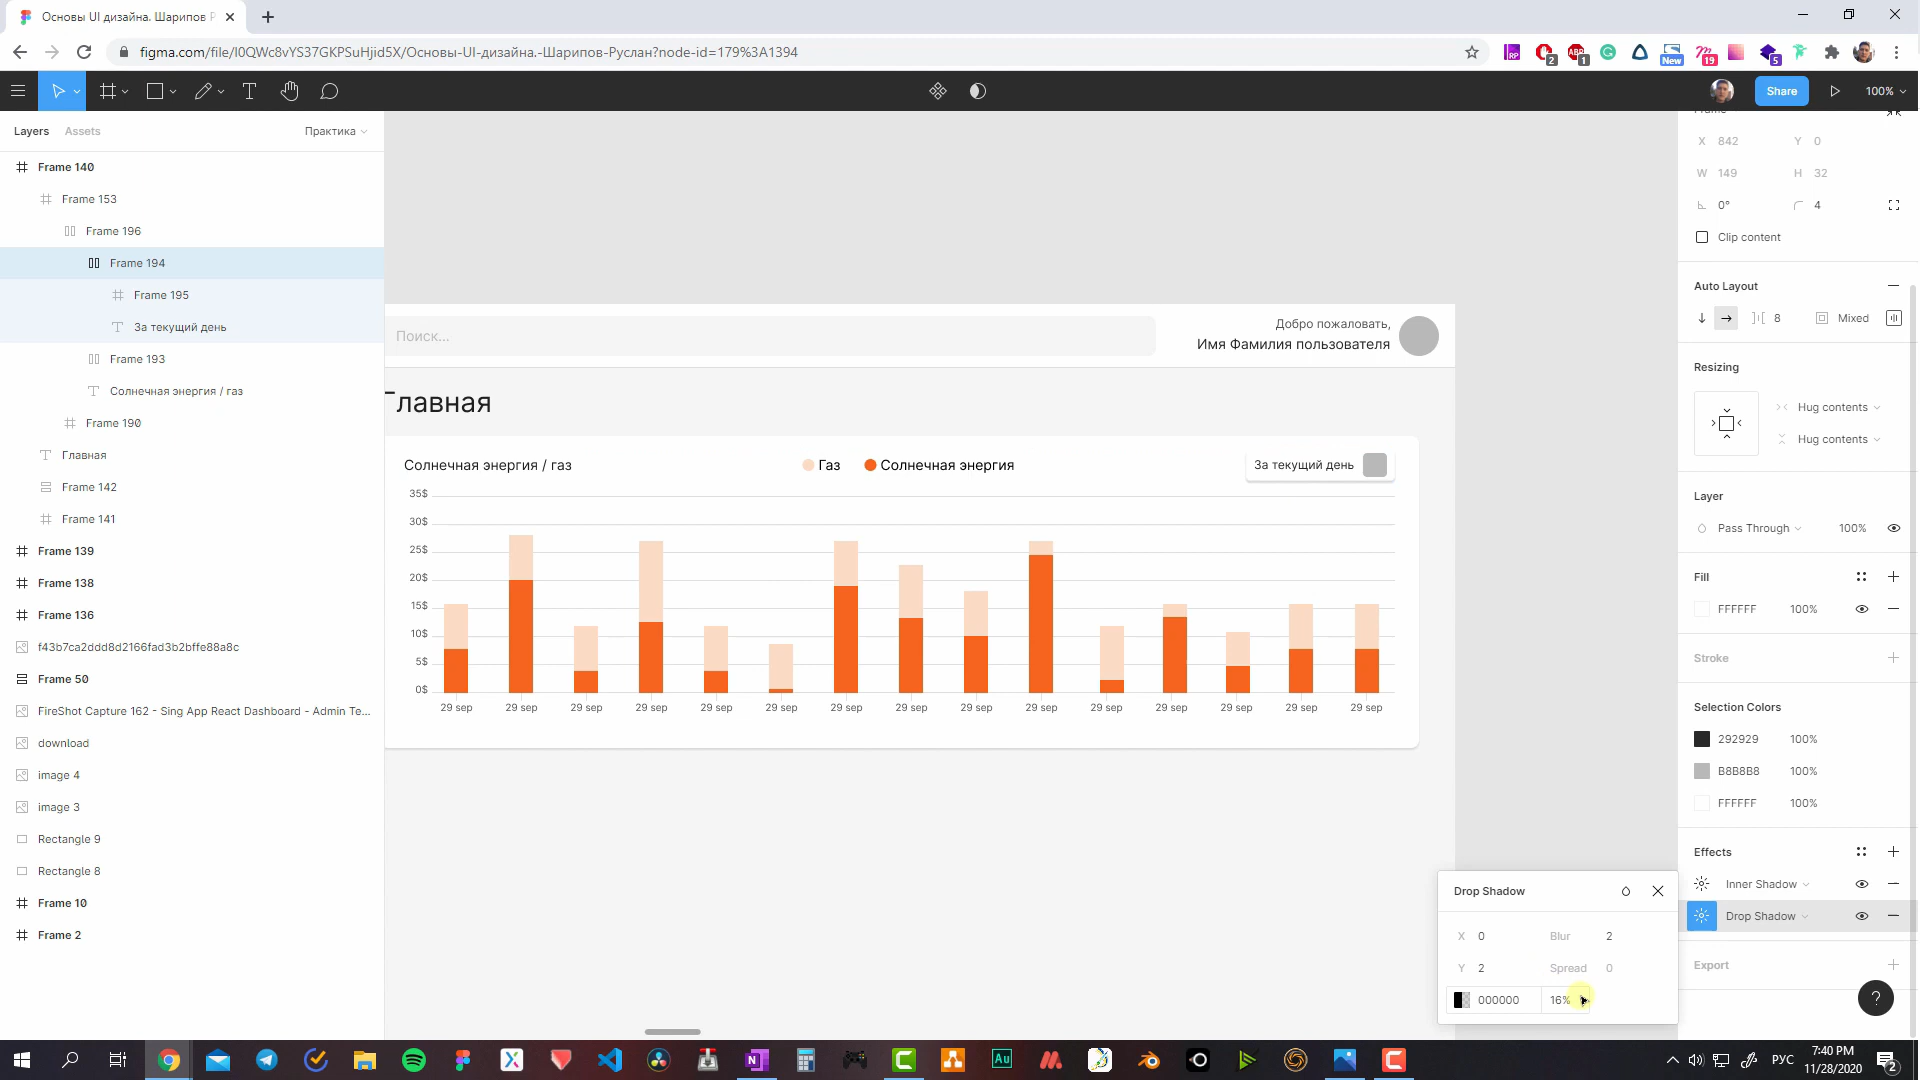 Основы UI дизайна. Шарипов Р
figma.com/file/I0QWc8vYS37GKPSuHjid5X/Основы-UI-дизайна.-Шарипов-Руслан?node-id=179%3A1394
2
1
New
19
5
Share
100%
Layers
Assets
Практика
Frame 140
Frame 153
Frame 196
Frame 194
Frame 195
За текущий день
Frame 193
Солнечная энергия / газ
Frame 190
Главная
Frame 142
Frame 141
Frame 139
Frame 138
Frame 136
f43b7ca2ddd8d2166fad3b2bffe88a8c
Frame 50
FireShot Capture 162 - Sing App React Dashboard - Admin Te...
download
image 4
image 3
Rectangle 9
Rectangle 8
Frame 10
Frame 2
Поиск...
Добро пожаловать,
Имя Фамилия пользователя
Главная
Солнечная энергия / газ
Газ
Солнечная энергия
За текущий день
35$
30$
25$
20$
15$
10$
5$
0$
29 sep 29 sep 29 sep 29 sep 29 sep 29 sep 29 sep 29 sep 29 sep 29 sep 29 sep 29 sep 29 sep 29 sep 29 sep
X 842 Y 0
W 149 H 32
0° 4
Clip content
Auto Layout
8 Mixed
Resizing
Hug contents
Hug contents
Layer
Pass Through 100%
Fill
FFFFFF 100%
Stroke
Selection Colors
292929 100%
B8B8B8 100%
FFFFFF 100%
Effects
Inner Shadow
Drop Shadow
Export
?
Drop Shadow
X 0 Blur 2
Y 2 Spread 0
000000 16%
Au
РУС
7:40 PM
11/28/2020
2